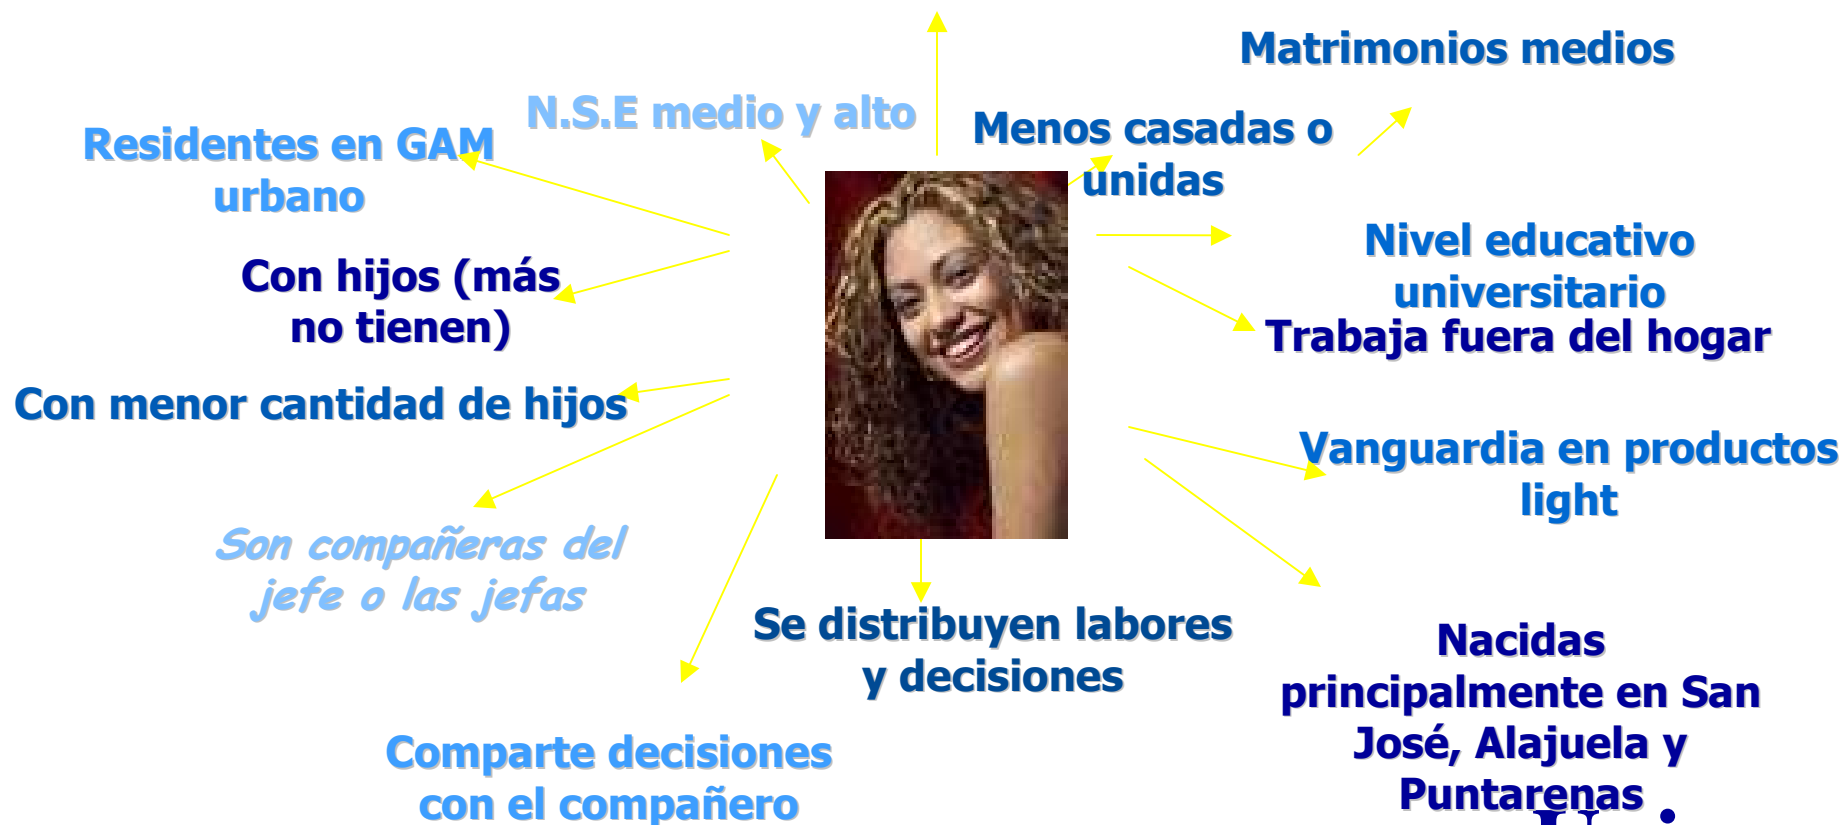 Matrimonios medios
N.S.E medio y alto
Menos casadas o
unidas
Residentes en GAM
urbano
Nivel educativo
universitario
Con hijos (más
no tienen)
Trabaja fuera del hogar
Con menor cantidad de hijos
Vanguardia en productos
light
Son compañeras del
jefe o las jefas
Se distribuyen labores
y decisiones
Nacidas
principalmente en San
José, Alajuela y
Puntarenas
Comparte decisiones
con el compañero